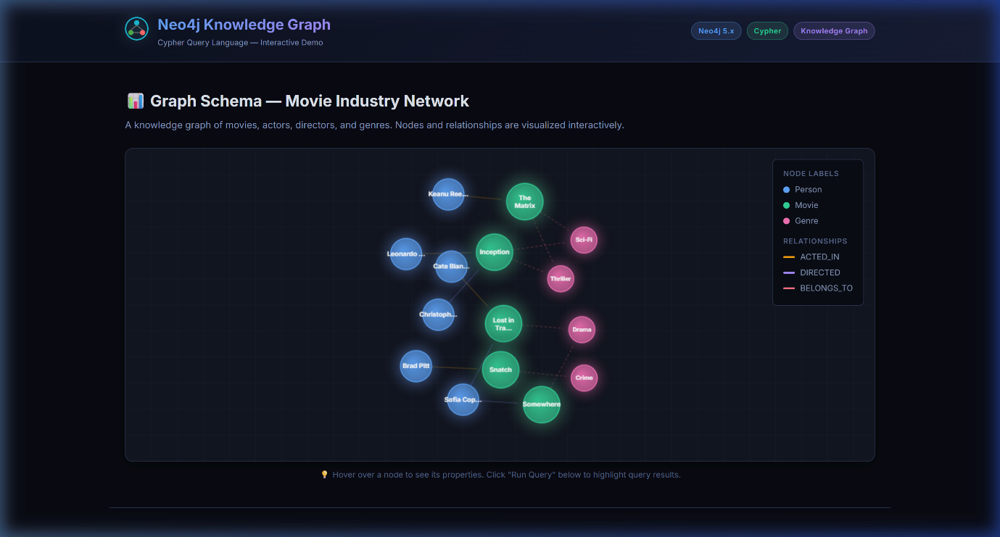 Neo4j Knowledge Graph
Cypher Query Language — Interactive Demo
Neo4j 5.x
Cypher
Knowledge Graph
Graph Schema — Movie Industry Network
A knowledge graph of movies, actors, directors, and genres. Nodes and relationships are visualized interactively.
NODE LABELS
Person
Movie
Genre
RELATIONSHIPS
ACTED_IN
DIRECTED
BELONGS_TO
Keanu Ree...
The
Matrix
Sci-Fi
Leonardo ...
Inception
Cate Blan...
Thriller
Christoph...
Lost in
Tra...
Drama
Brad Pitt
Snatch
Crime
Sofia Cop...
Somewhere
Hover over a node to see its properties. Click "Run Query" below to highlight query results.